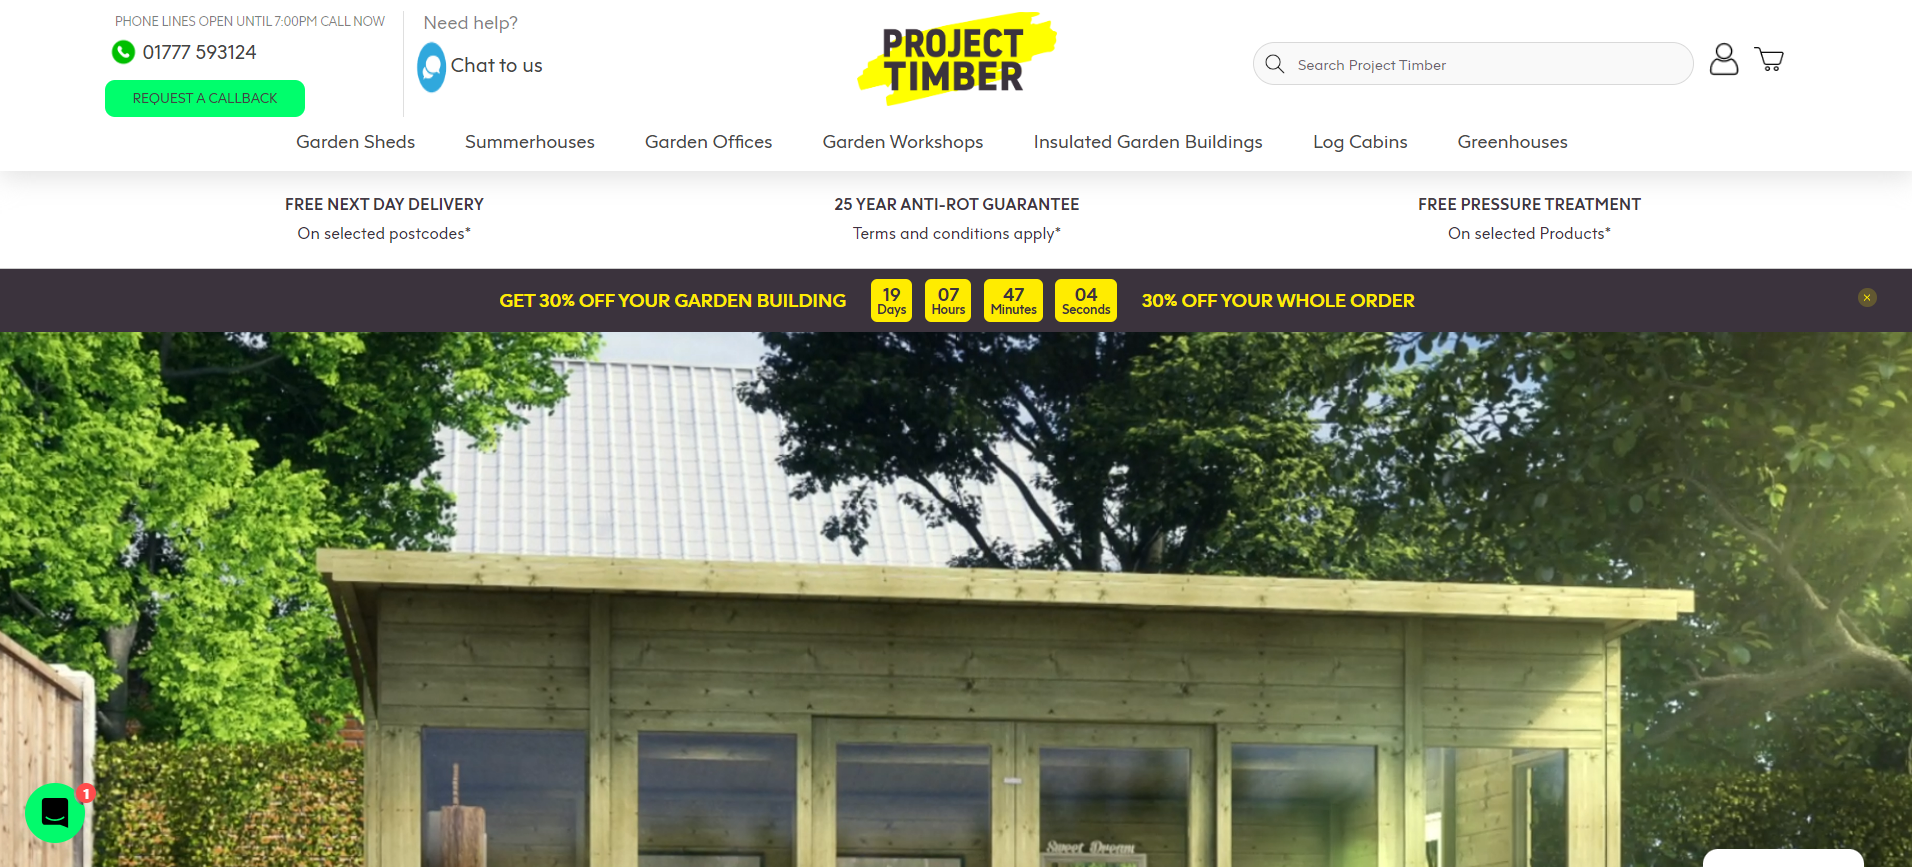 PHONE LINES OPEN UNTIL 7:00PM CALL NOW
01777 593124
REQUEST A CALLBACK
Need help?
Chat to us
PROJECT
TIMBER
Search Project Timber
Garden Sheds Summerhouses Garden Offices Garden Workshops Insulated Garden Buildings Log Cabins Greenhouses
FREE NEXT DAY DELIVERY
On selected postcodes*
25 YEAR ANTI-ROT GUARANTEE
Terms and conditions apply*
FREE PRESSURE TREATMENT
On selected Products*
GET 30% OFF YOUR GARDEN BUILDING
19 Days
07 Hours
47 Minutes
04 Seconds
30% OFF YOUR WHOLE ORDER
Sweet Dream
1